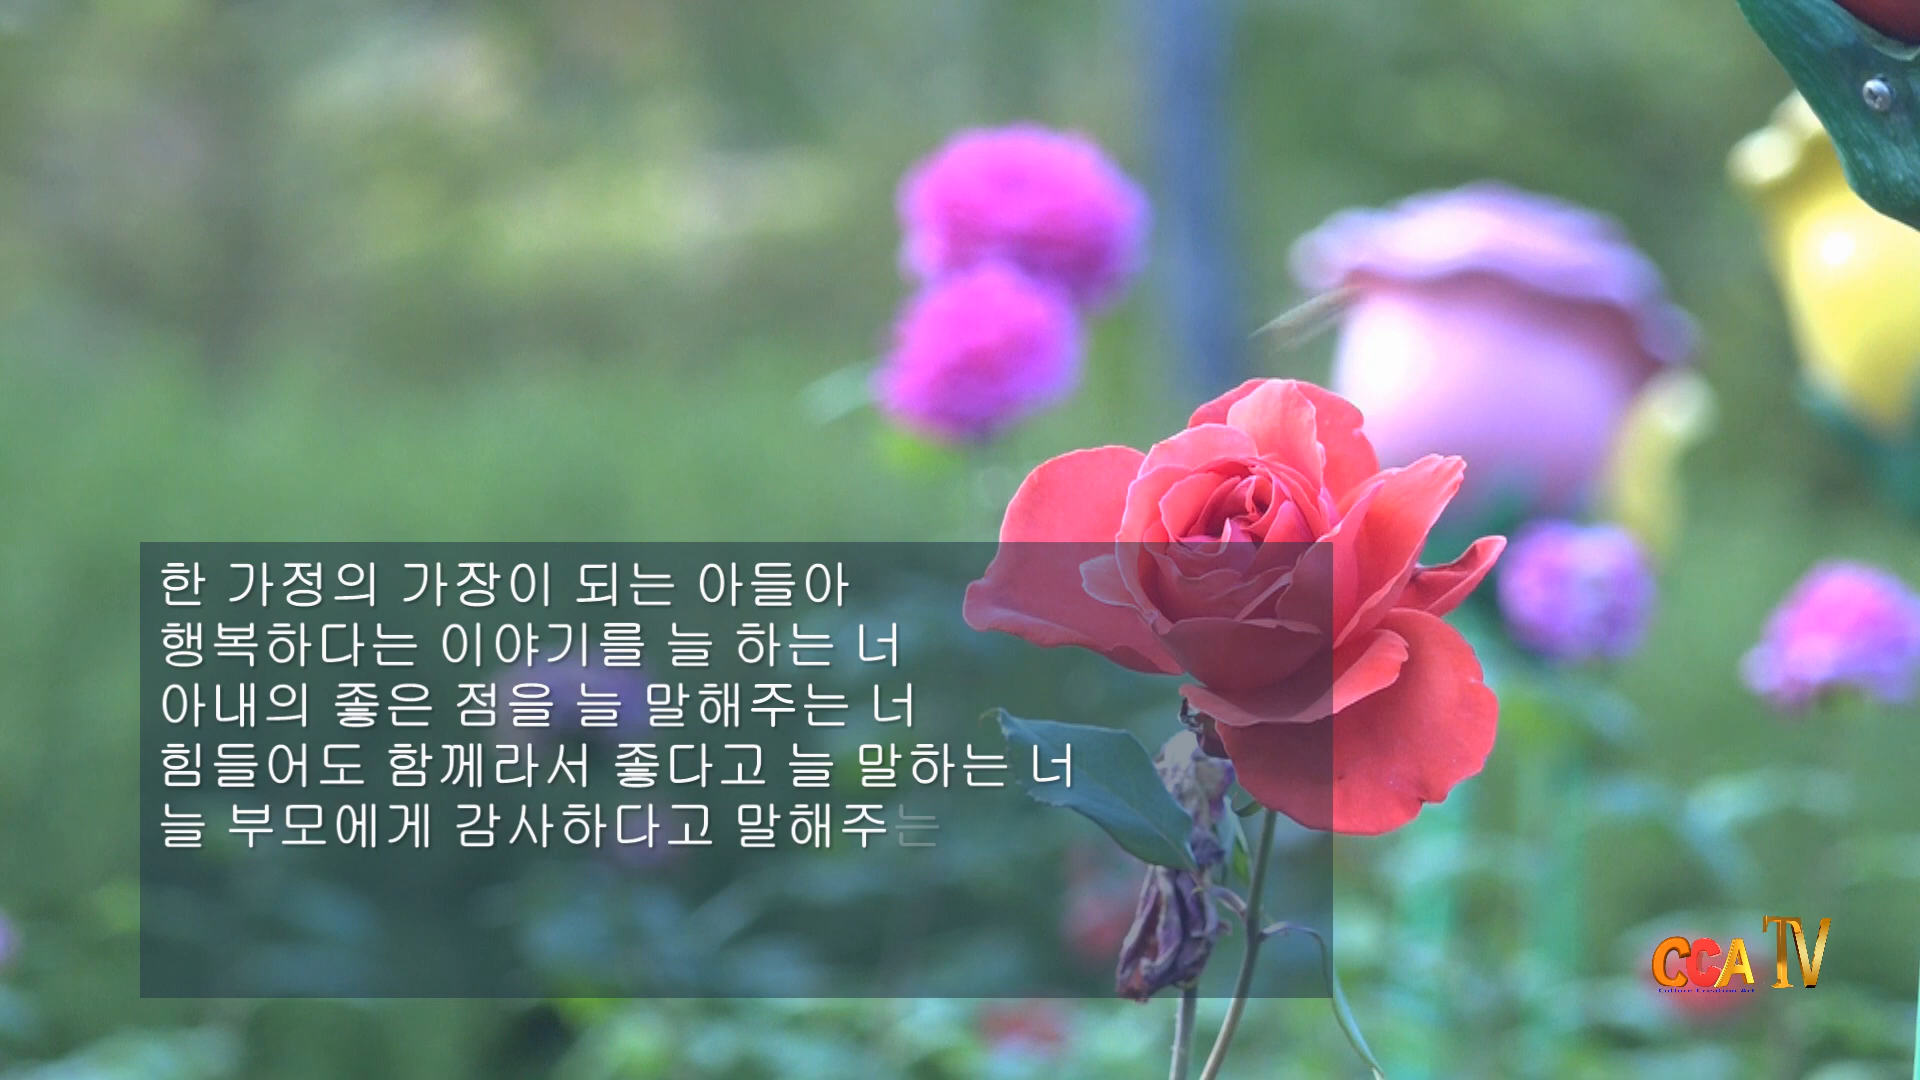 한 가정의 가장이 되는 아들아
행복하다는 이야기를 늘 하는 너
아내의 좋은 점을 늘 말해주는 너
힘들어도 함께라서 좋다고 늘 말하는 너
늘 부모에게 감사하다고 말해주는
CCA TV
Culture Creation Art